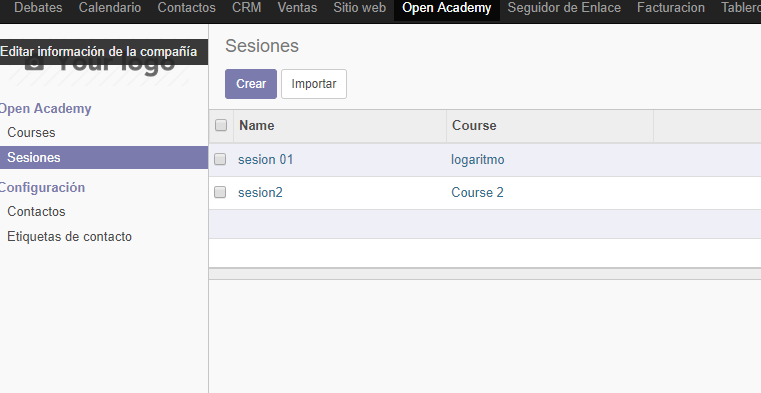 Debates Calendario Contactos CRM Ventas Sitio web Open Academy Seguidor de Enlace Facturacion Tablero
Editar información de la compañía
Your logo
Open Academy
Courses
Sesiones
Configuración
Contactos
Etiquetas de contacto
Sesiones
Crear Importar
Name Course
sesion 01 logaritmo
sesion2 Course 2